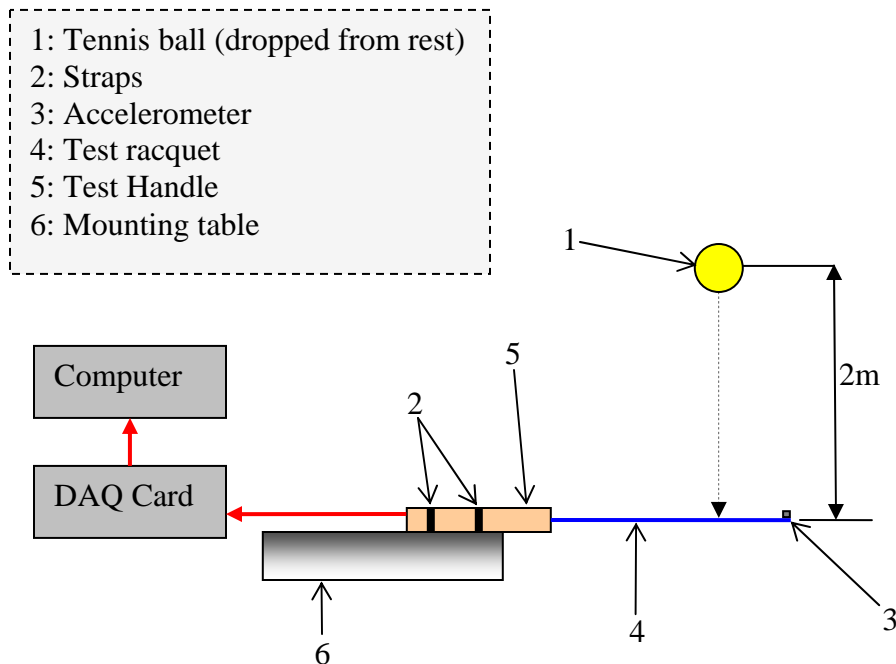 1: Tennis ball (dropped from rest)
2: Straps
3: Accelerometer
4: Test racquet
5: Test Handle
6: Mounting table
1
5
2m
Computer
2
DAQ Card
3
4
6